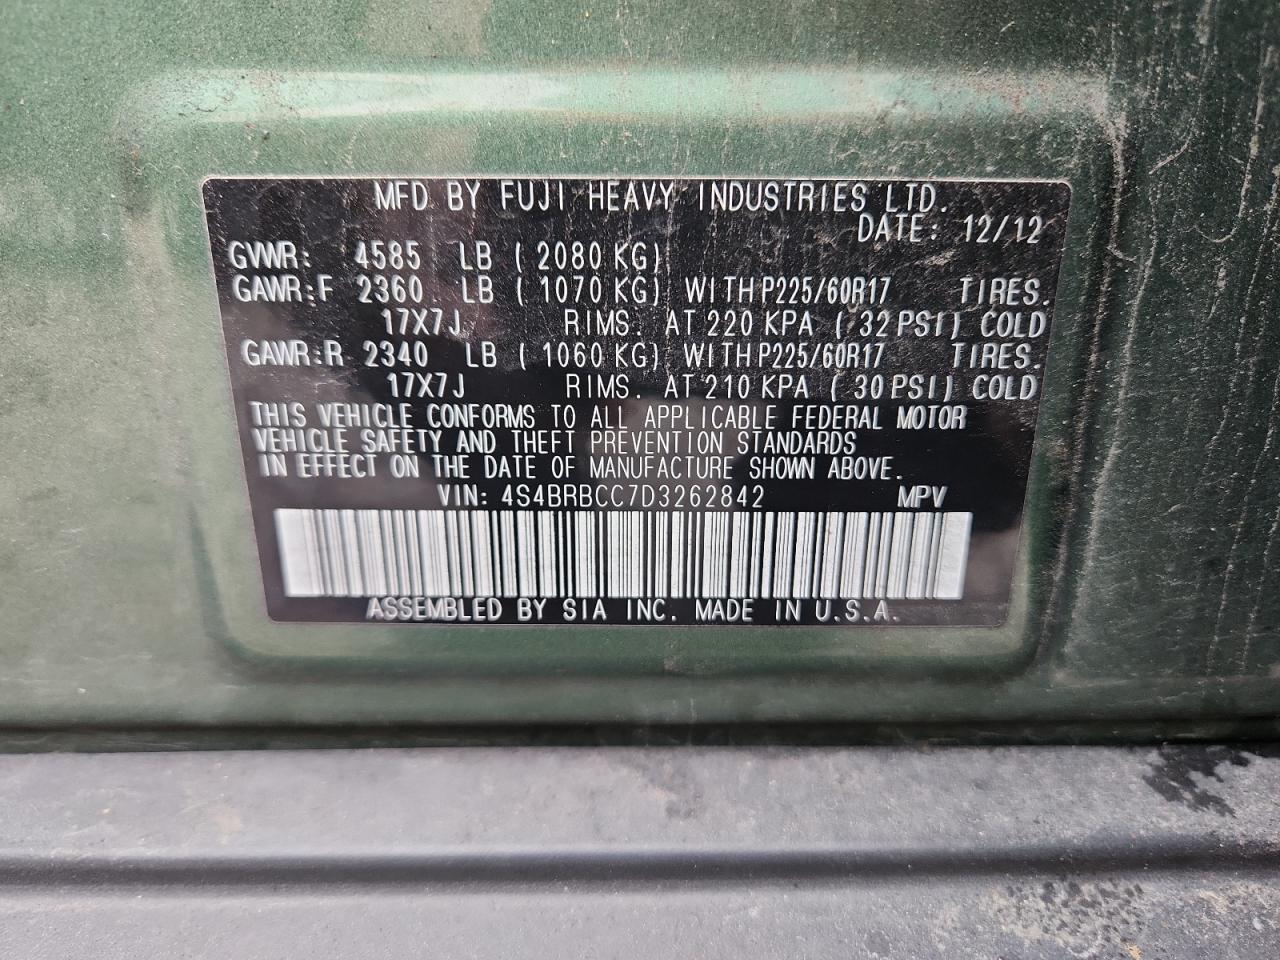 MFD BY FUJI HEAVY INDUSTRIES LTD.
DATE: 12/12
GVWR: 4585 LB ( 2080 KG)
GAWR:F 2360 LB ( 1070 KG) WITH P225/60R17 TIRES.
17X7J RIMS. AT 220 KPA ( 32 PSI) COLD
GAWR:R 2340 LB ( 1060 KG) WITH P225/60R17 TIRES.
17X7J RIMS. AT 210 KPA ( 30 PSI) COLD
THIS VEHICLE CONFORMS TO ALL APPLICABLE FEDERAL MOTOR
VEHICLE SAFETY AND THEFT PREVENTION STANDARDS
IN EFFECT ON THE DATE OF MANUFACTURE SHOWN ABOVE.
VIN: 4S4BRBCC7D3262842 MPV
ASSEMBLED BY SIA INC. MADE IN U.S.A.